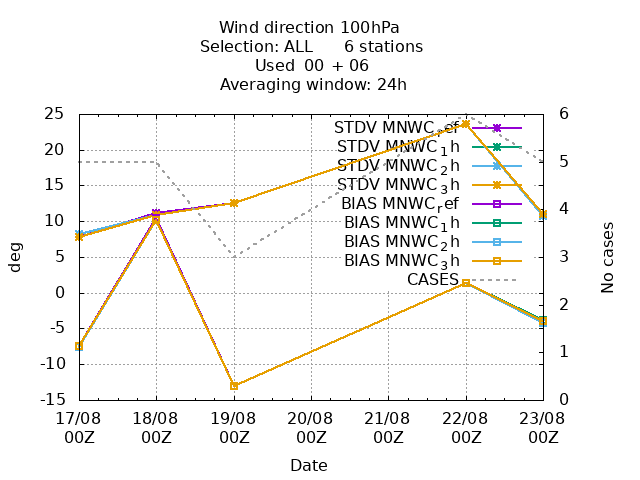 Wind direction 100hPa
Selection: ALL 6 stations
Used 00 + 06
Averaging window: 24h
25
20
15
10
5
0
-5
-10
-15
6
5
4
3
2
1
0
deg
No cases
STDV MNWC_ref
STDV MNWC_1h
STDV MNWC_2h
STDV MNWC_3h
BIAS MNWC_ref
BIAS MNWC_1h
BIAS MNWC_2h
BIAS MNWC_3h
CASES
17/08 18/08 19/08 20/08 21/08 22/08 23/08
00Z 00Z 00Z 00Z 00Z 00Z 00Z
Date